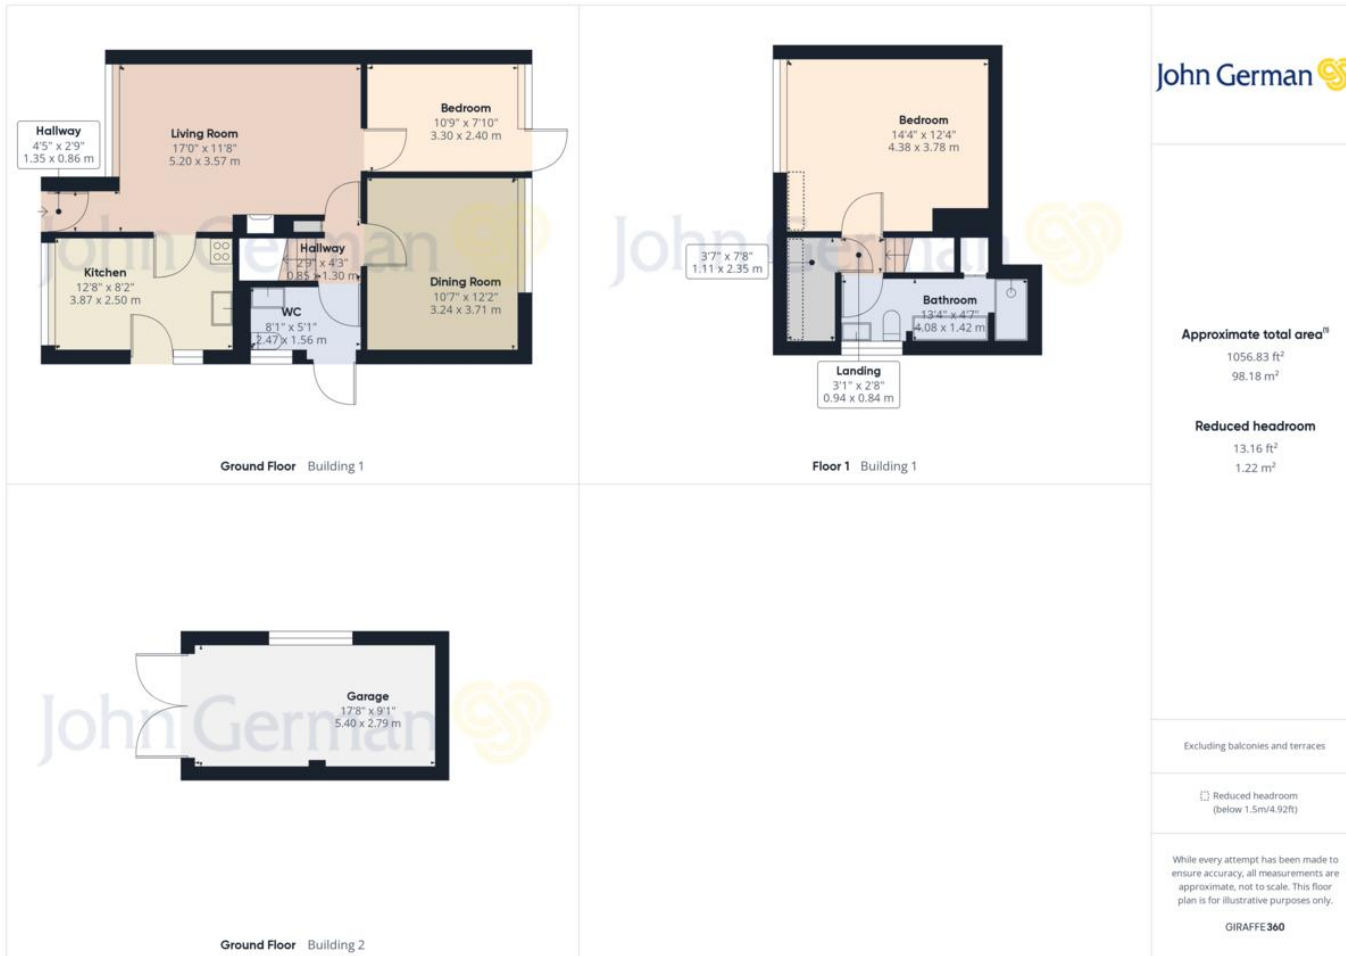 Hallway
4'5" x 2'9"
1.35 x 0.86 m
Living Room
17'0" x 11'8"
5.20 x 3.57 m
Bedroom
10'9" x 7'10"
3.30 x 2.40 m
Kitchen
12'8" x 8'2"
3.87 x 2.50 m
Hallway
2'9" x 4'3"
0.85 x 1.30 m
WC
8'1" x 5'1"
2.47 x 1.56 m
Dining Room
10'7" x 12'2"
3.24 x 3.71 m
John German
Ground Floor Building 1
Bedroom
14'4" x 12'4"
4.38 x 3.78 m
3'7" x 7'8"
1.11 x 2.35 m
Bathroom
13'4" x 4'7"
4.08 x 1.42 m
Landing
3'1" x 2'8"
0.94 x 0.84 m
John German
Floor 1 Building 1
Garage
17'8" x 9'1"
5.40 x 2.79 m
John German
Ground Floor Building 2
John German
Approximate total area⁽¹⁾
1056.83 ft²
98.18 m²
Reduced headroom
13.16 ft²
1.22 m²
Excluding balconies and terraces
Reduced headroom
(below 1.5m/4.92ft)
While every attempt has been made to
ensure accuracy, all measurements are
approximate, not to scale. This floor
plan is for illustrative purposes only.
GIRAFFE360